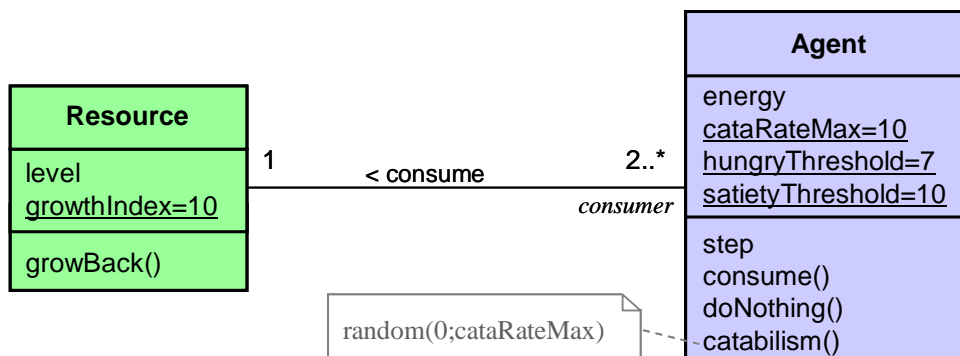 Resource
level
growthIndex=10
growBack()
1
< consume
2..*
consumer
Agent
energy
cataRateMax=10
hungryThreshold=7
satietyThreshold=10
step
consume()
doNothing()
catabilism()
random(0;cataRateMax)